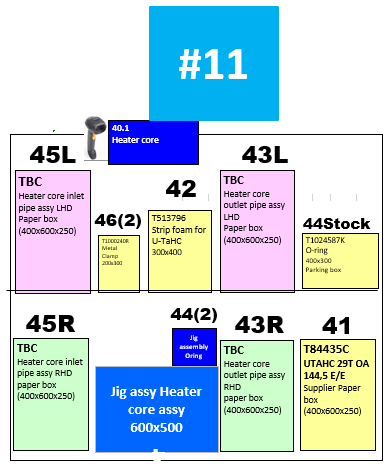 #11
40.1
Heater core
45L
TBC
Heater core inlet
pipe assy LHD
Paper box
(400x600x250)
46(2)
T1000240R
Metal
Clamp
200x300
42
T513796
Strip foam for
U-TaHC
300x400
43L
TBC
Heater core
outlet pipe assy
LHD
Paper box
(400x600x250)
44Stock
T1024587K
O-ring
400x300
Parking box
45R
TBC
Heater core inlet
pipe assy RHD
paper box
(400x600x250)
44(2)
Jig
assembly
Oring
Jig assy Heater
core assy
600x500
43R
TBC
Heater core
outlet pipe assy
RHD
paper box
(400x600x250)
41
T84435C
UTAHC 29T OA
144,5 E/E
Supplier Paper
box
(400x600x250)